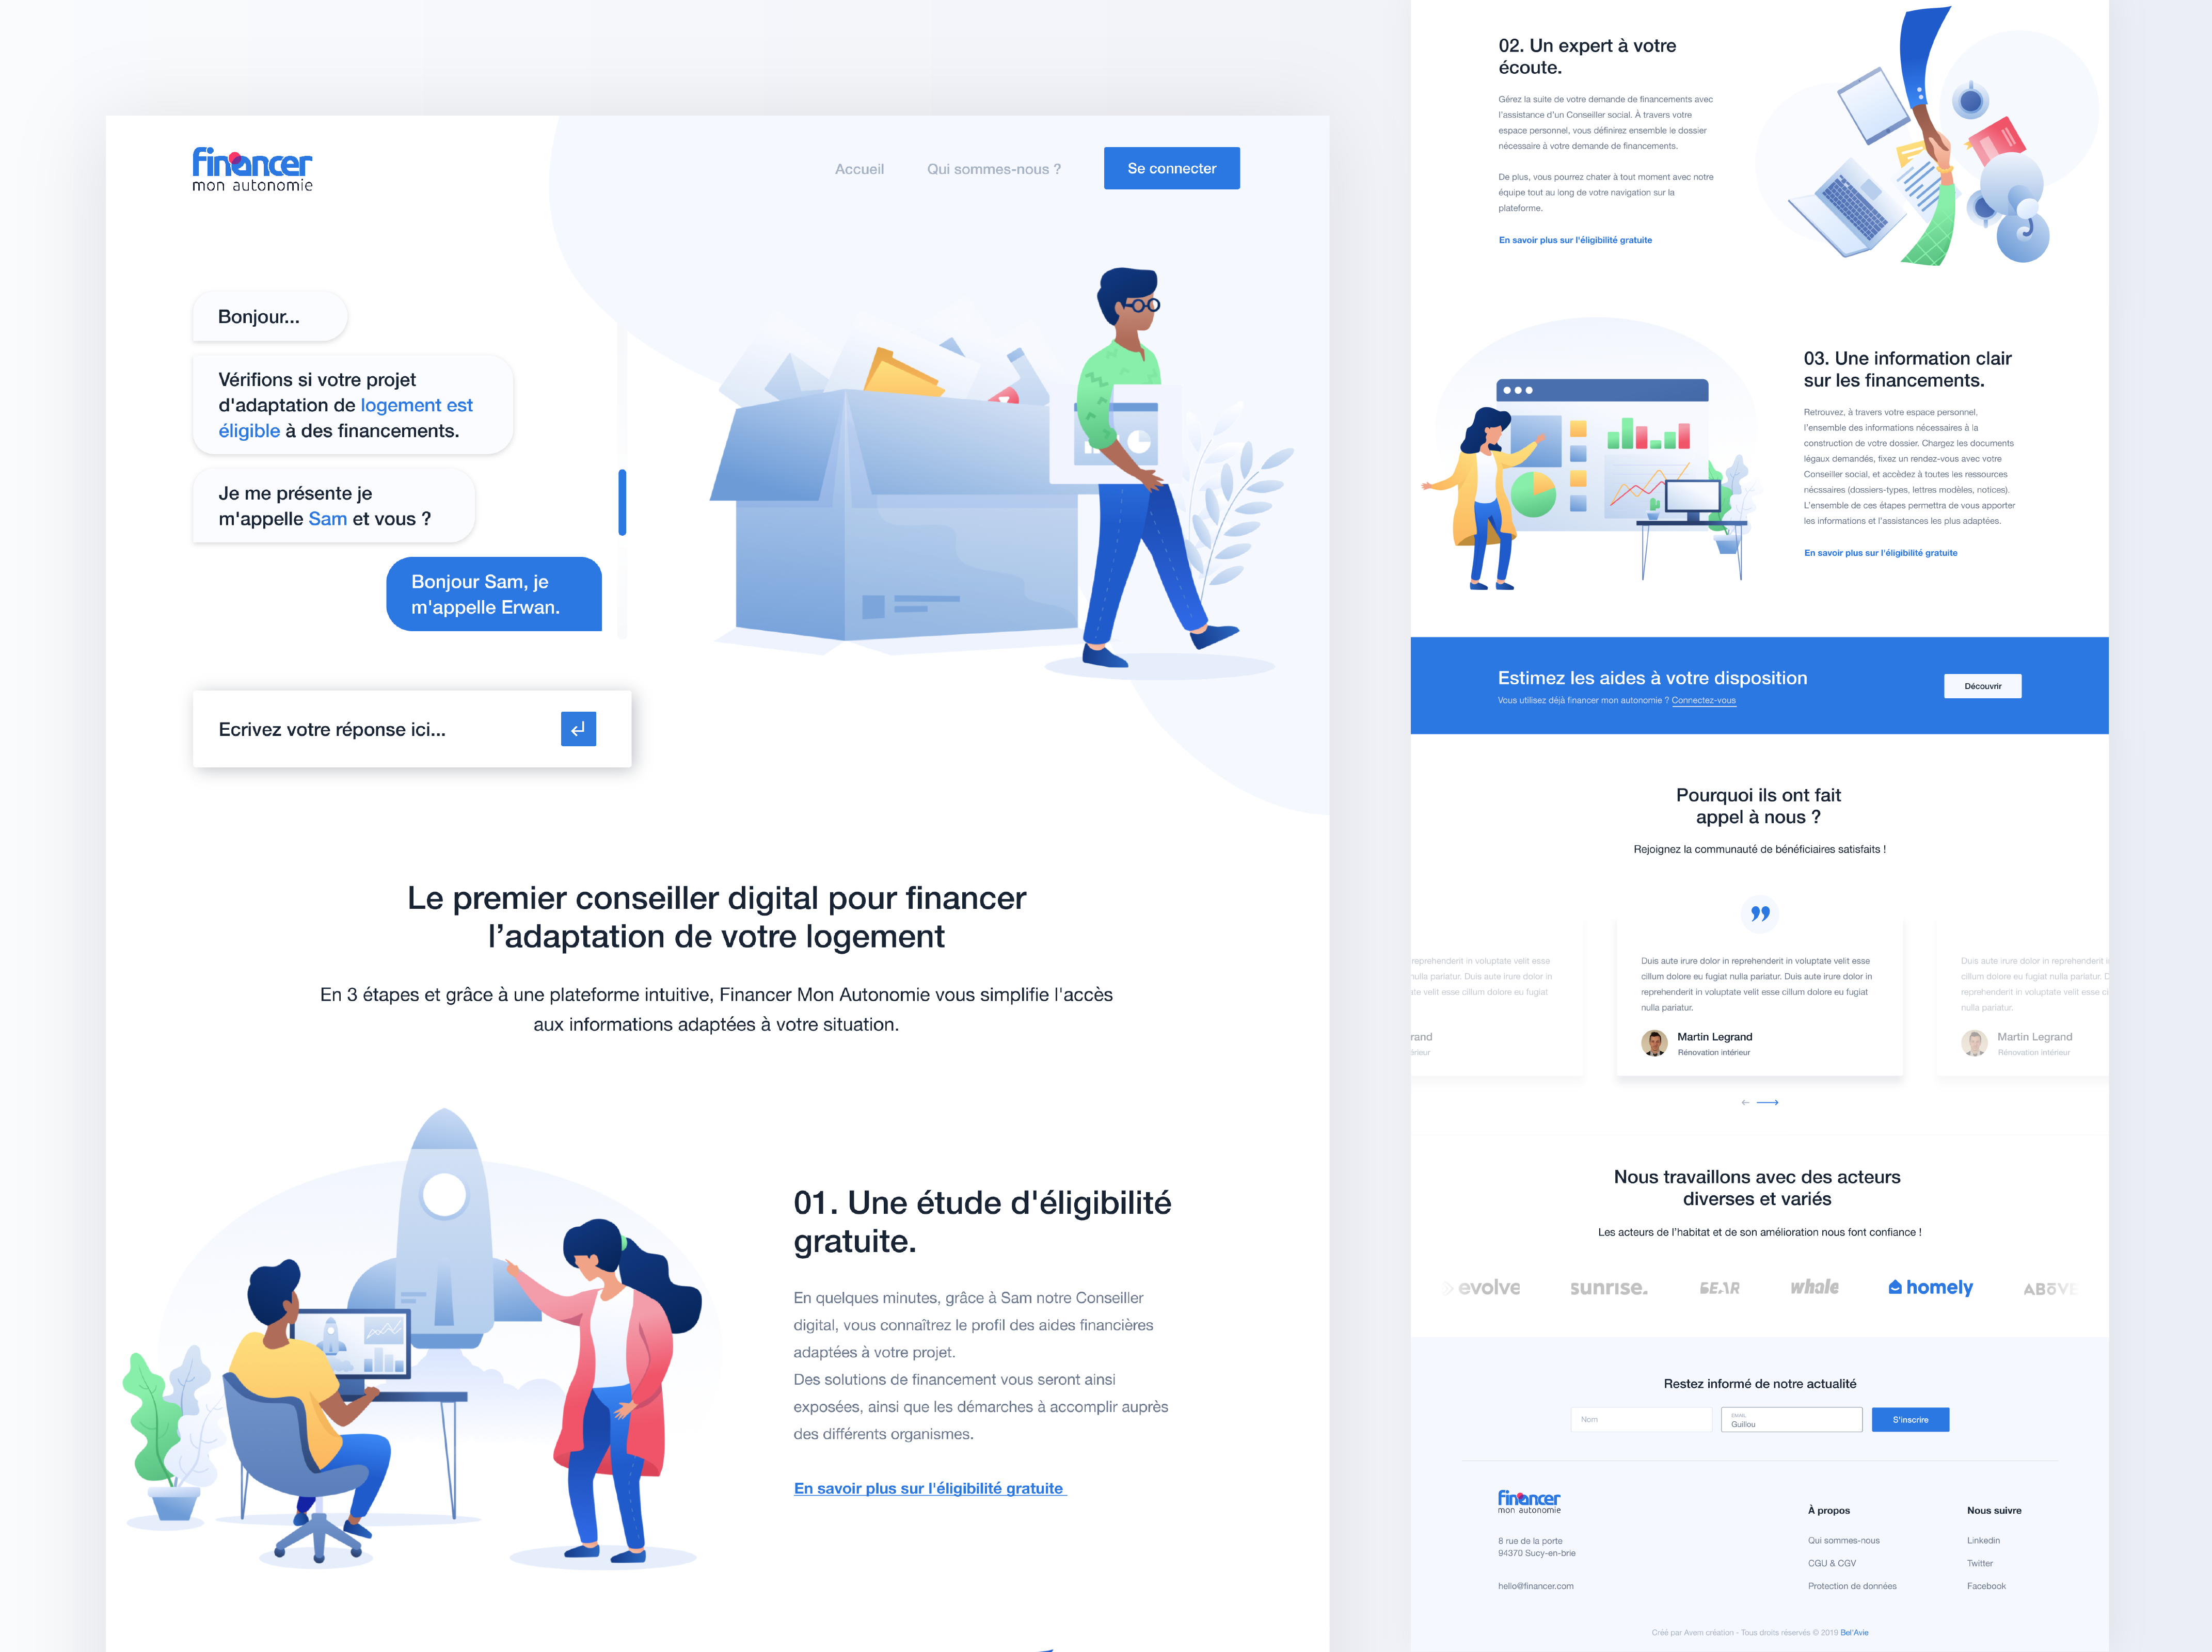 financer
mon autonomie
Accueil
Qui sommes-nous ?
Se connecter
Bonjour...
Vérifions si votre projet
d'adaptation de logement est
éligible à des financements.
Je me présente je
m'appelle Sam et vous ?
Bonjour Sam, je
m'appelle Erwan.
Ecrivez votre réponse ici...
Le premier conseiller digital pour financer
l’adaptation de votre logement
En 3 étapes et grâce à une plateforme intuitive, Financer Mon Autonomie vous simplifie l'accès
aux informations adaptées à votre situation.
01. Une étude d'éligibilité
gratuite.
En quelques minutes, grâce à Sam notre Conseiller
digital, vous connaîtrez le profil des aides financières
adaptées à votre projet.
Des solutions de financement vous seront ainsi
exposées, ainsi que les démarches à accomplir auprès
des différents organismes.
En savoir plus sur l'éligibilité gratuite
02. Un expert à votre
écoute.
Gérez la suite de votre demande de financements avec
l’assistance d’un Conseiller social. À travers votre
espace personnel, vous définirez ensemble le dossier
nécessaire à votre demande de financements.
De plus, vous pourrez chater à tout moment avec notre
équipe tout au long de votre navigation sur la
plateforme.
En savoir plus sur l'éligibilité gratuite
03. Une information clair
sur les financements.
Retrouvez, à travers votre espace personnel,
l’ensemble des informations nécessaires à la
construction de votre dossier. Chargez les documents
légaux demandés, fixez un rendez-vous avec votre
Conseiller social, et accèdez à toutes les ressources
nécssaires (dossiers-types, lettres modèles, notices).
L’ensemble de ces étapes permettra de vous apporter
les informations et l’assistances les plus adaptées.
En savoir plus sur l'éligibilité gratuite
Estimez les aides à votre disposition
Vous utilisez déjà financer mon autonomie ? Connectez-vous
Découvrir
Pourquoi ils ont fait
appel à nous ?
Rejoignez la communauté de bénéficiaires satisfaits !
reprehenderit in voluptate velit esse
nulla pariatur. Duis aute irure dolor in
velit esse cillum dolore eu fugiat
Duis aute irure dolor in reprehenderit in voluptate velit esse
cillum dolore eu fugiat nulla pariatur. Duis aute irure dolor in
reprehenderit in voluptate velit esse cillum dolore eu fugiat
nulla pariatur.
Martin Legrand
Rénovation intérieur
Duis aute irure dolor in reprehenderit
cillum dolore eu fugiat nulla pariatur.
reprehenderit in voluptate velit esse
nulla pariatur.
Martin Legrand
Rénovation intérieur
Nous travaillons avec des acteurs
diverses et variés
Les acteurs de l’habitat et de son amélioration nous font confiance !
evolve
sunrise.
BEAR
whale
homely
ABOVE
Restez informé de notre actualité
Nom
EMAIL
Guillou
S'inscrire
financer
mon autonomie
8 rue de la porte
94370 Sucy-en-brie
hello@financer.com
À propos
Qui sommes-nous
CGU & CGV
Protection de données
Nous suivre
Linkedin
Twitter
Facebook
Créé par Avem création - Tous droits réservés © 2019 Bel'Avie